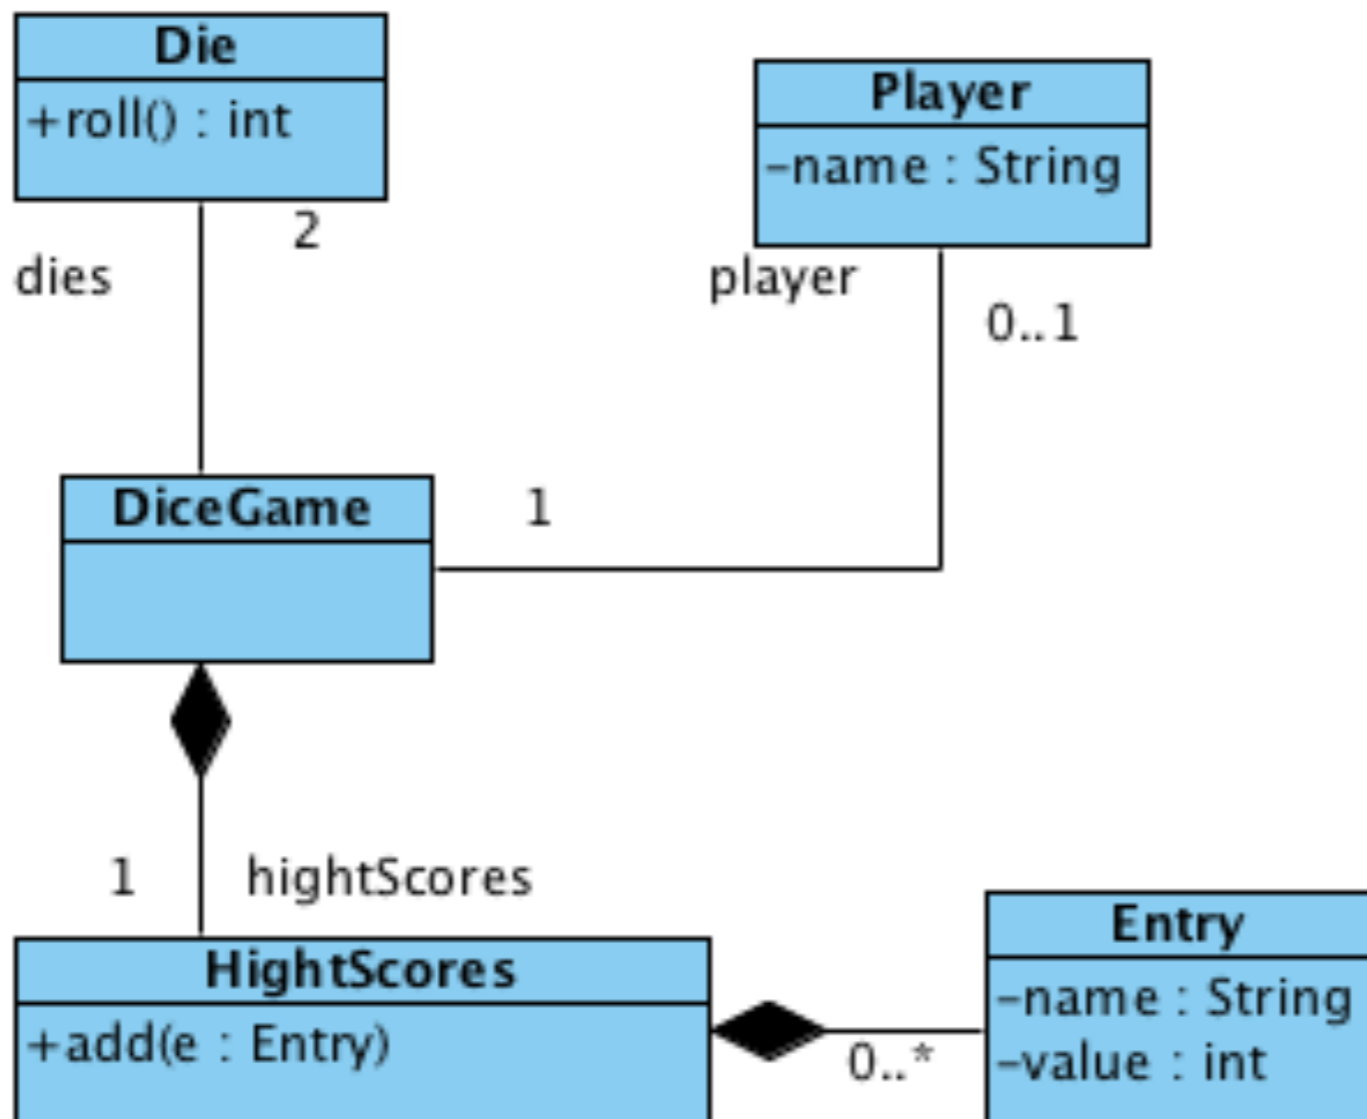 Die
+roll() : int
Player
-name : String
2
dies
player
0..1
DiceGame
1
1
hightScores
HightScores
+add(e : Entry)
0..*
Entry
-name : String
-value : int